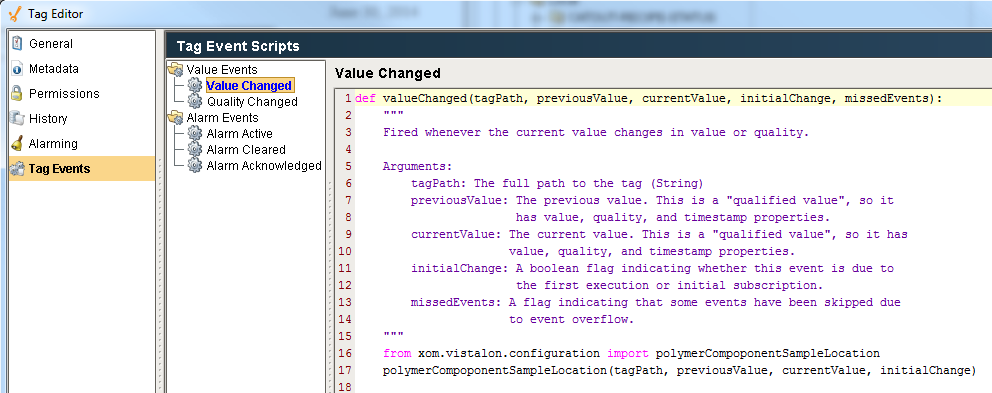 Tag Editor
General
Metadata
Permissions
History
Alarming
Tag Events
Tag Event Scripts
Value Events
Value Changed
Quality Changed
Alarm Events
Alarm Active
Alarm Cleared
Alarm Acknowledged
Value Changed
1 def valueChanged(tagPath, previousValue, currentValue, initialChange, missedEvents):
2 """
3 Fired whenever the current value changes in value or quality.
4
5 Arguments:
6 tagPath: The full path to the tag (String)
7 previousValue: The previous value. This is a "qualified value", so it
8 has value, quality, and timestamp properties.
9 currentValue: The current value. This is a "qualified value", so it has
10 value, quality, and timestamp properties.
11 initialChange: A boolean flag indicating whether this event is due to
12 the first execution or initial subscription.
13 missedEvents: A flag indicating that some events have been skipped due
14 to event overflow.
15 """
16 from xom.vistalon.configuration import polymerCompoponentSampleLocation
17 polymerCompoponentSampleLocation(tagPath, previousValue, currentValue, initialChange)
18